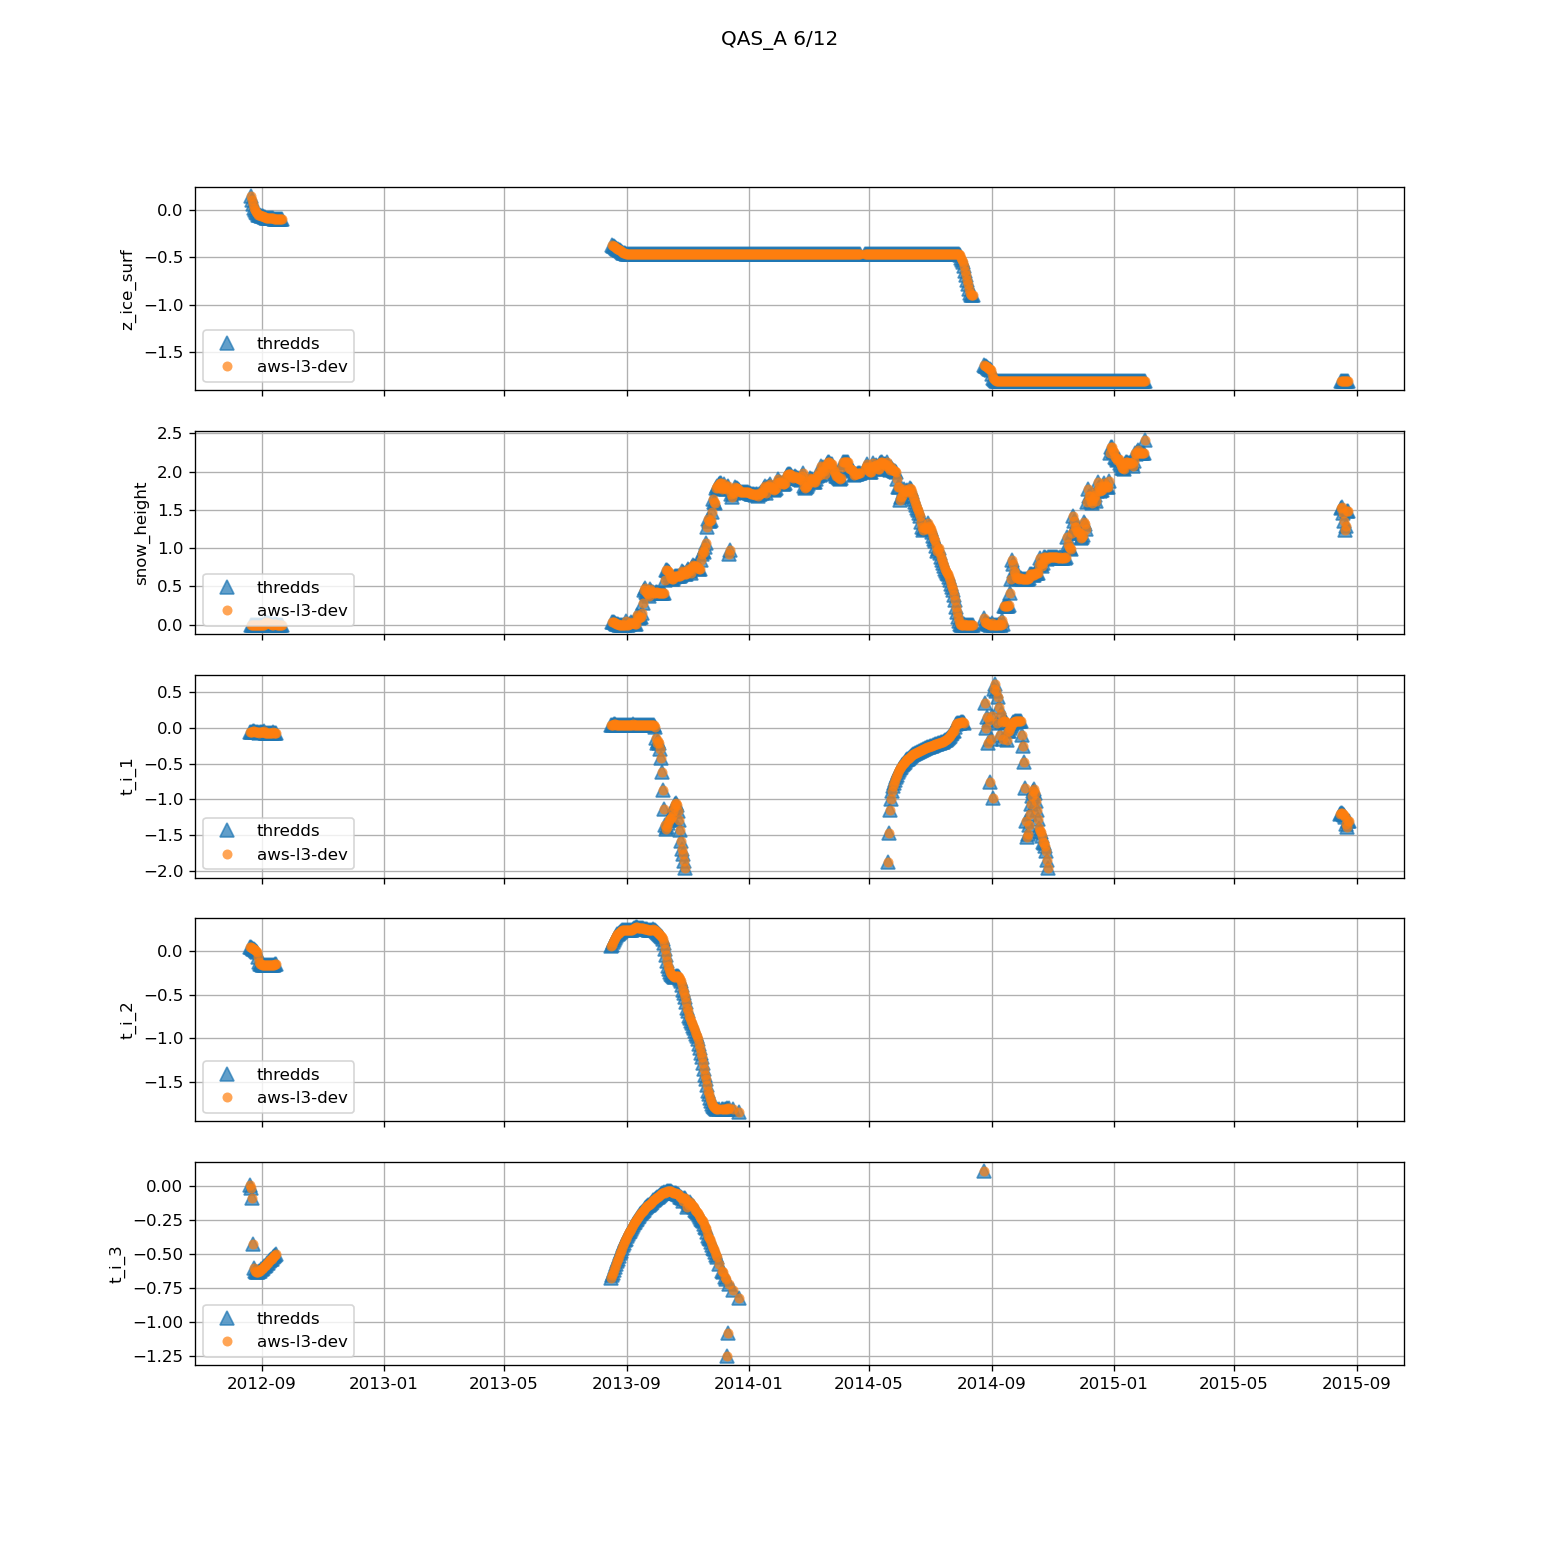 QAS_A 6/12
0.0
−0.5
−1.0
−1.5
z_ice_surf
thredds
aws-l3-dev
2.5
2.0
1.5
1.0
0.5
0.0
snow_height
thredds
aws-l3-dev
0.5
0.0
−0.5
−1.0
−1.5
−2.0
t_i_1
thredds
aws-l3-dev
0.0
−0.5
−1.0
−1.5
t_i_2
thredds
aws-l3-dev
0.00
−0.25
−0.50
−0.75
−1.00
−1.25
t_i_3
thredds
aws-l3-dev
2012-09 2013-01 2013-05 2013-09 2014-01 2014-05 2014-09 2015-01 2015-05 2015-09